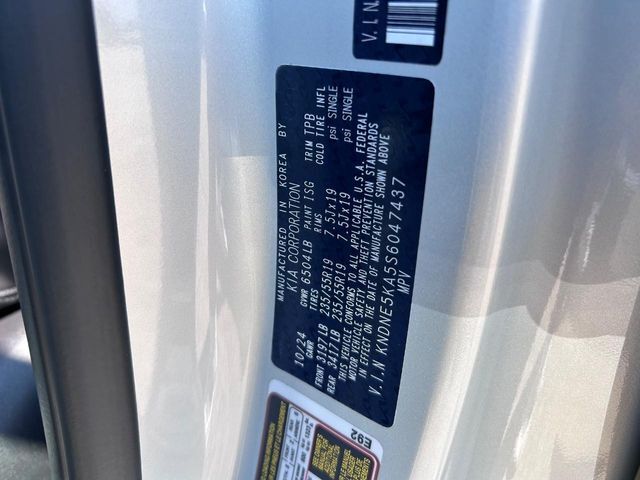 V.I.N
MANUFACTURED IN KOREA BY
KIA CORPORATION
10/24 GVWR 6504LB PAINT ISG TRIM TPB
GAWR TIRES RIMS COLD TIRE INFL
FRONT 3197LB 235/55R19 7.5Jx19 psi SINGLE
REAR 3417LB 235/55R19 7.5Jx19 psi SINGLE
THIS VEHICLE CONFORMS TO ALL APPLICABLE U.S.A. FEDERAL
MOTOR VEHICLE SAFETY AND THEFT PREVENTION STANDARDS
IN EFFECT ON THE DATE OF MANUFACTURE SHOWN ABOVE
V.I.N KNDNE5KA5S6047437
MPV
E92